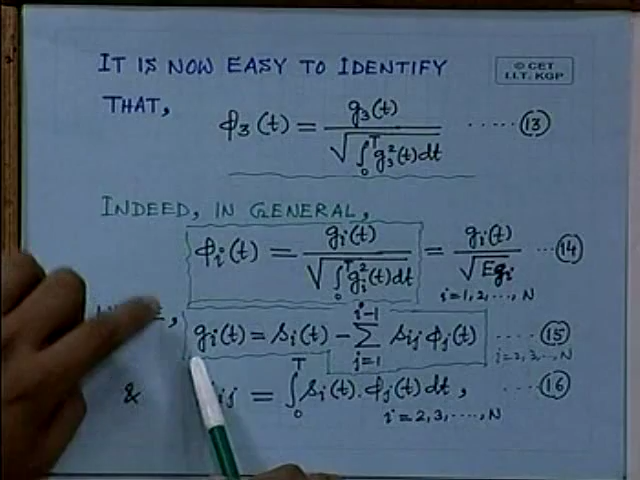 IT IS NOW EASY TO IDENTIFY
© CET
I.I.T. KGP
THAT,
φ₃(t) = g₃(t) / √(∫₀ᵀ g₃²(t)dt) ····· (13)
INDEED, IN GENERAL,
φᵢ(t) = gᵢ(t) / √(∫₀ᵀ gᵢ²(t)dt) = gᵢ(t) / √Egᵢ ··· (14)
i=1,2,···, N
gᵢ(t) = sᵢ(t) − Σ_{j=1}^{i−1} sᵢⱼ φⱼ(t) ···· (15)
i=2,3,···, N
& ᵢⱼ = ∫₀ᵀ sᵢ(t).φⱼ(t)dt, ···· (16)
i=2,3,····, N